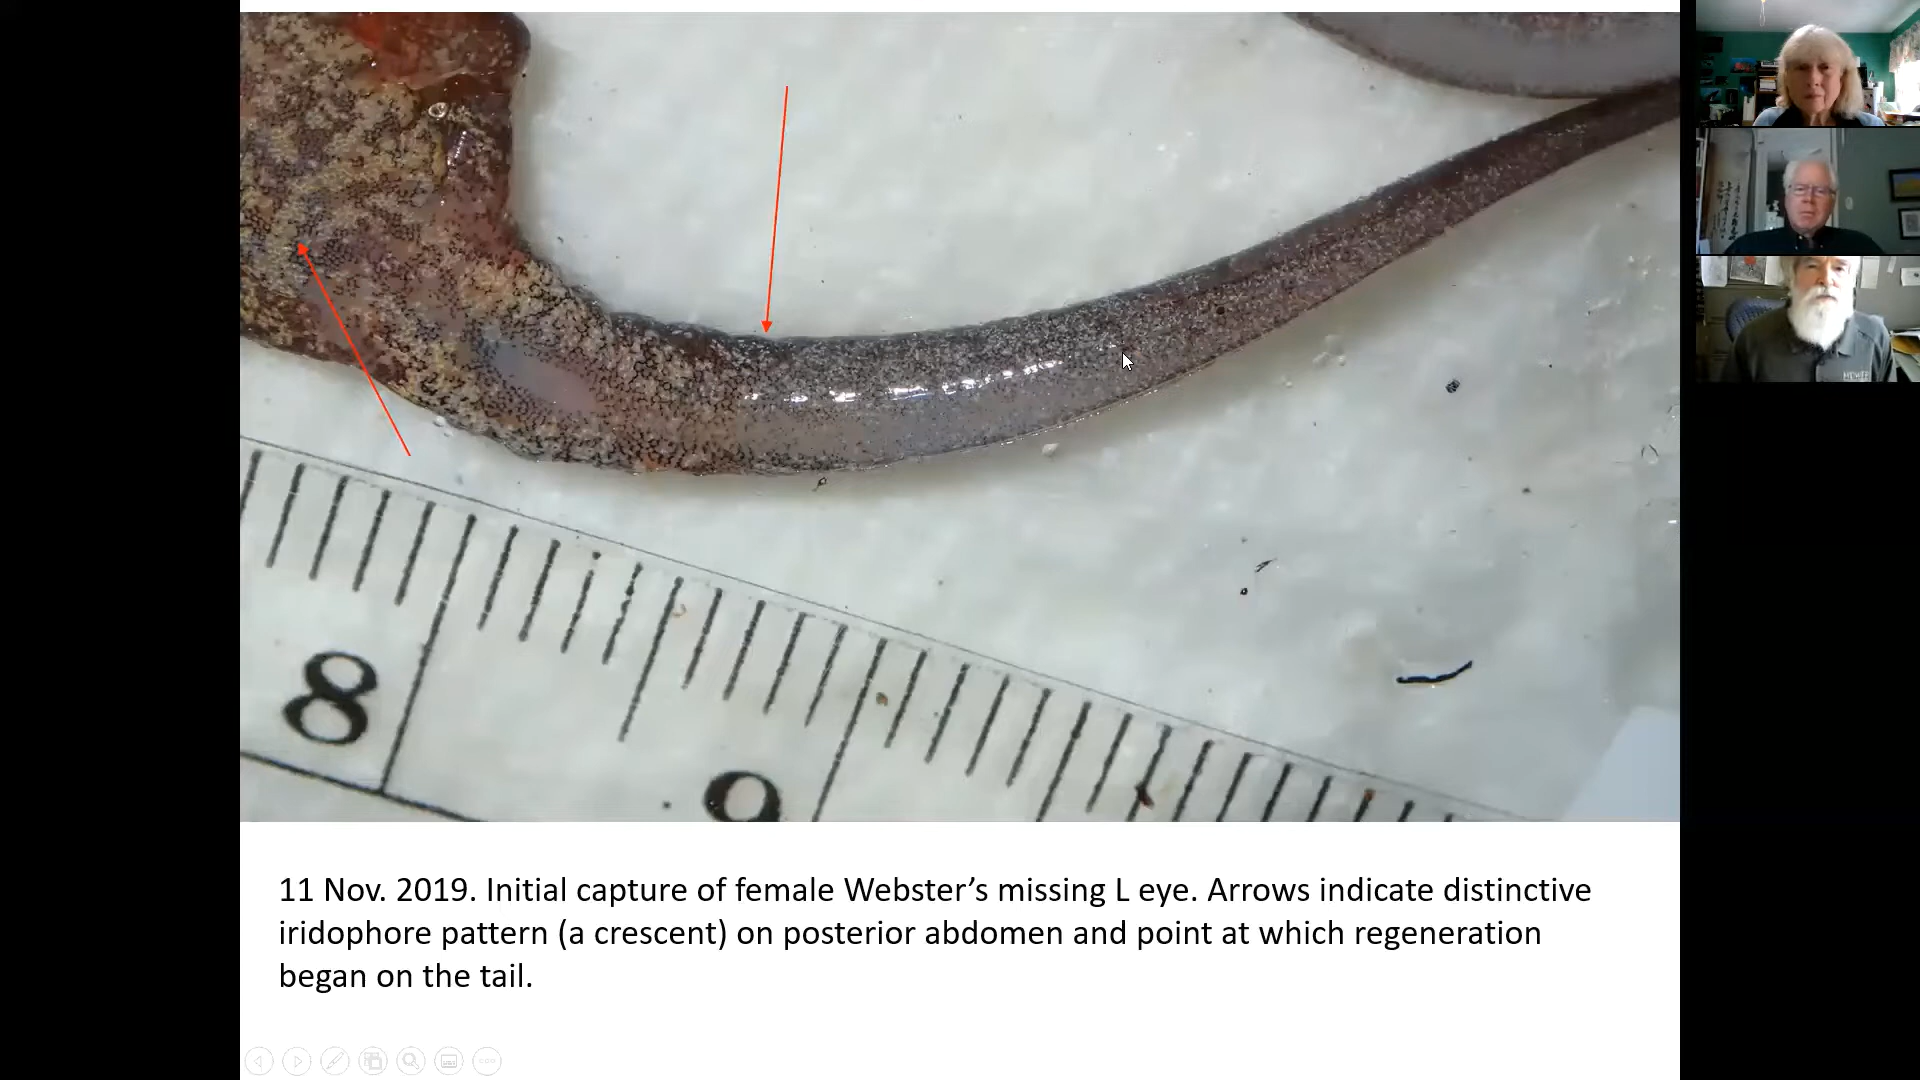 8
9
11 Nov. 2019. Initial capture of female Webster’s missing L eye. Arrows indicate distinctive
iridophore pattern (a crescent) on posterior abdomen and point at which regeneration
began on the tail.